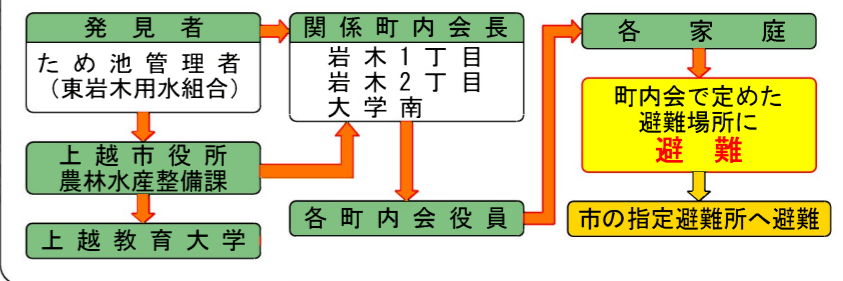 発見者
ため池管理者
（東岩木用水組合）
上越市役所
農林水産整備課
上越教育大学
関係町内会長
岩木１丁目
岩木２丁目
大学南
各町内会役員
各家庭
町内会で定めた
避難場所に
避難
市の指定避難所へ避難